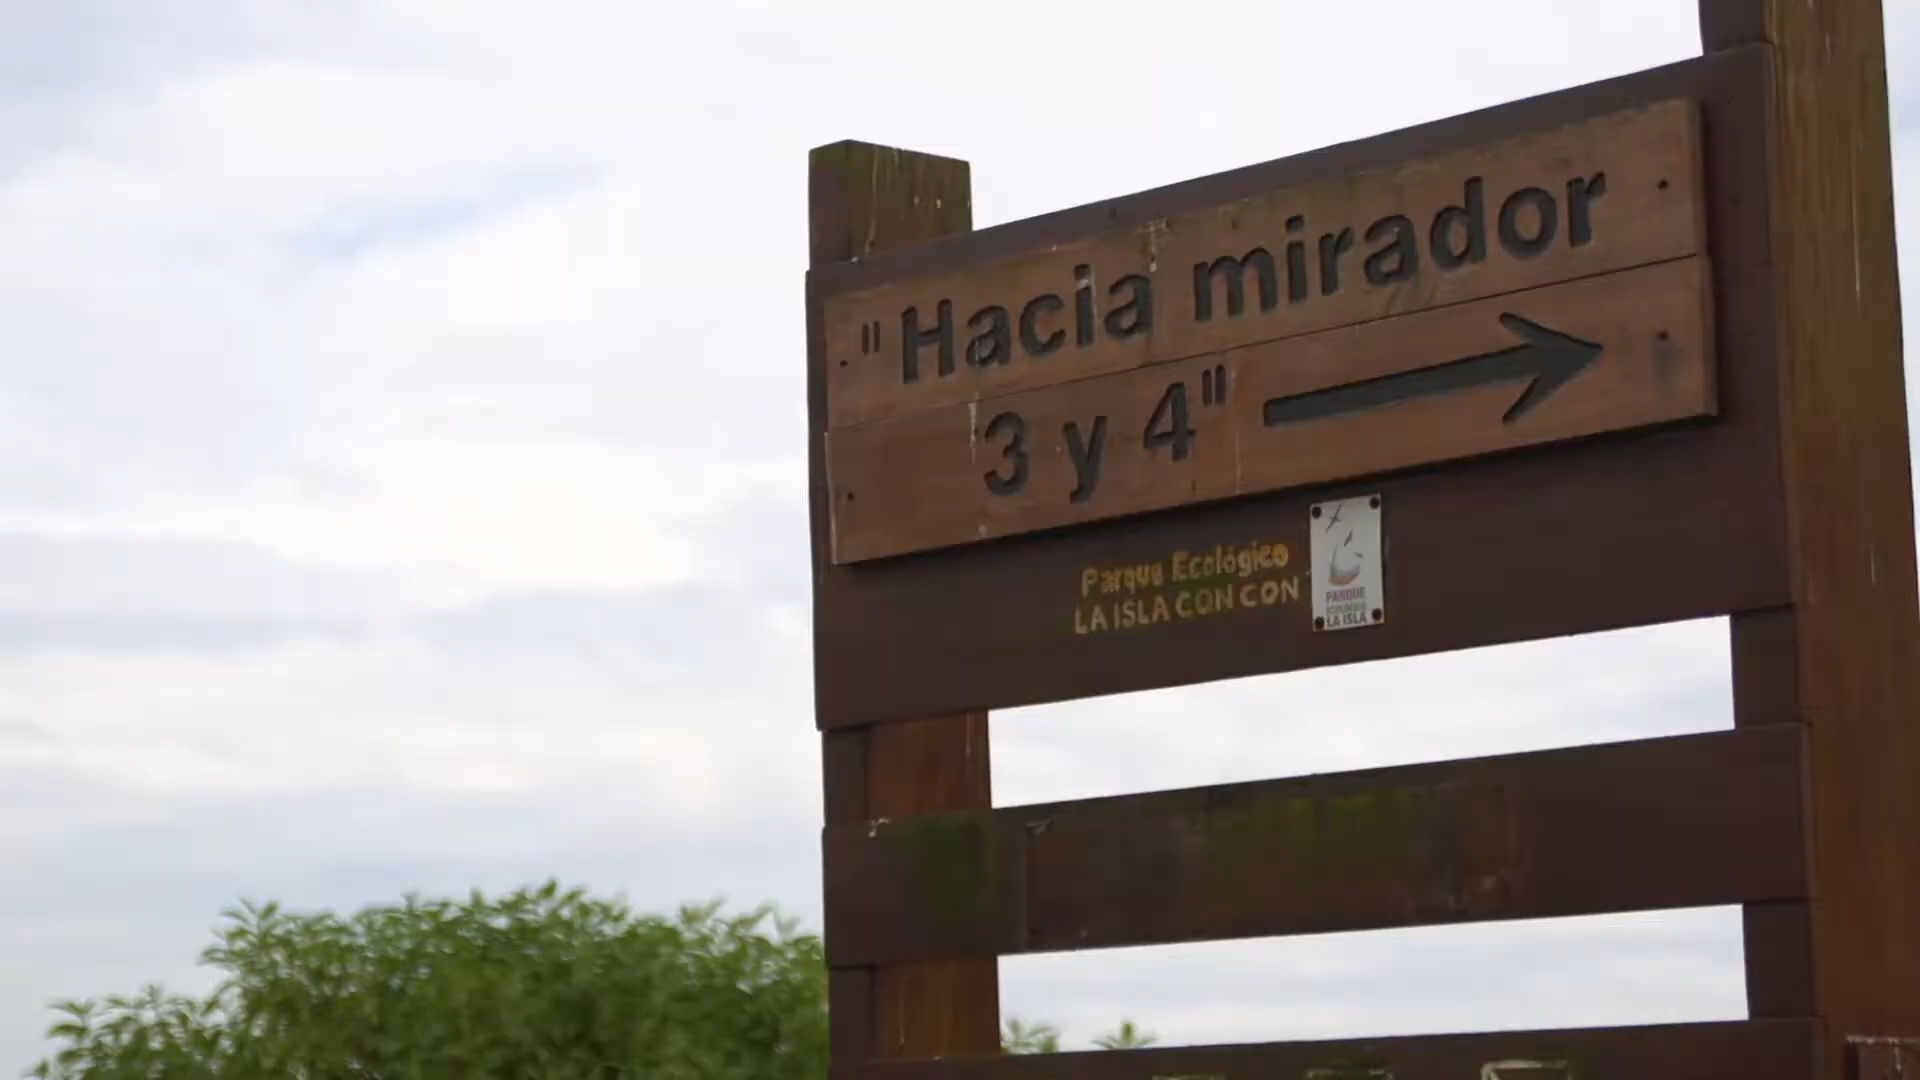 "Hacia mirador
3 y 4"
Parque Ecológico
LA ISLA CON CON
PARQUE
ECOLOGICO
LA ISLA